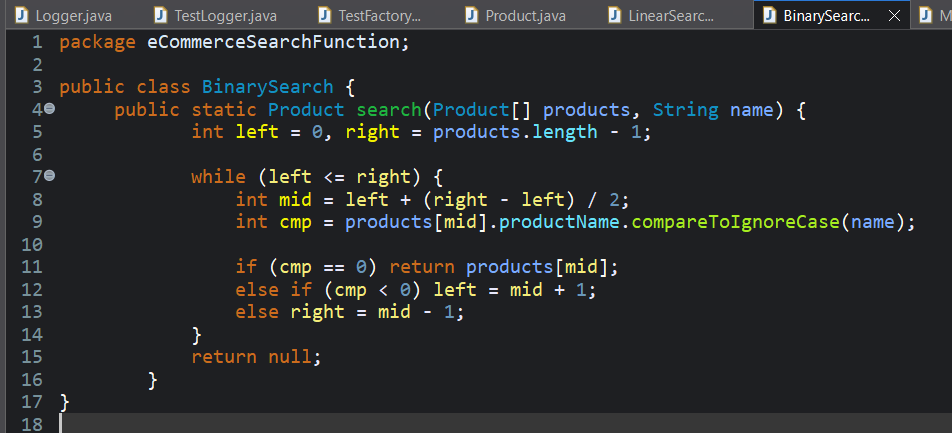 Logger.java TestLogger.java TestFactory... Product.java LinearSearc... BinarySearc... M
1 package eCommerceSearchFunction;
2
3 public class BinarySearch {
4 public static Product search(Product[] products, String name) {
5 int left = 0, right = products.length - 1;
6
7 while (left <= right) {
8 int mid = left + (right - left) / 2;
9 int cmp = products[mid].productName.compareToIgnoreCase(name);
10
11 if (cmp == 0) return products[mid];
12 else if (cmp < 0) left = mid + 1;
13 else right = mid - 1;
14 }
15 return null;
16 }
17 }
18